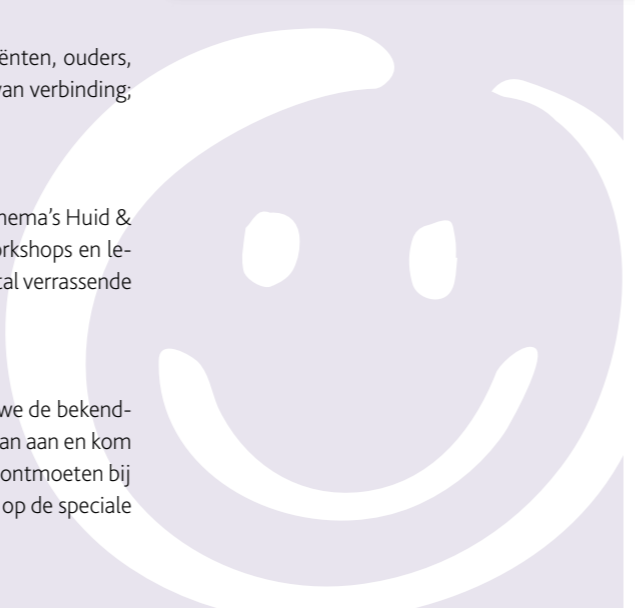 ënten, ouders,
van verbinding;
hema's Huid &
orkshops en le-
tal verrassende
we de bekend-
an aan en kom
ontmoeten bij
op de speciale